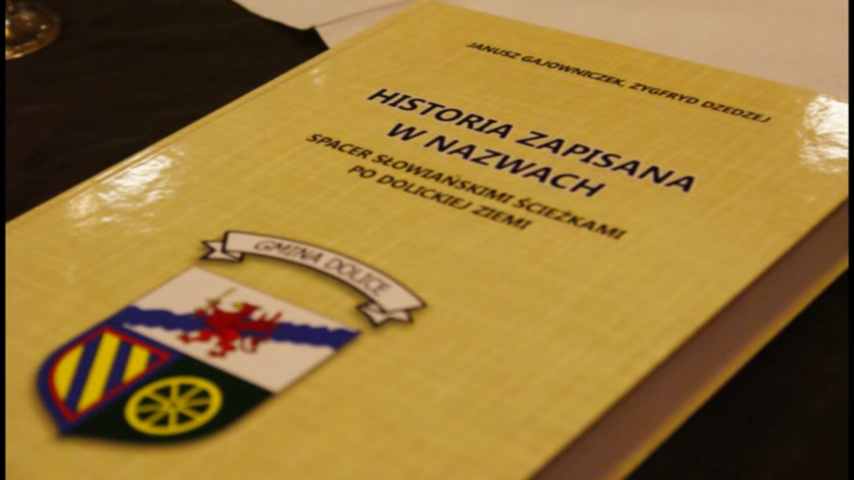 JANUSZ GAJOWNICZEK, ZYGFRYD DZEDZEJ
HISTORIA ZAPISANA
W NAZWACH
SPACER SŁOWIAŃSKIMI ŚCIEŻKAMI
PO DOLICKIEJ ZIEMI
GMINA DOLICE